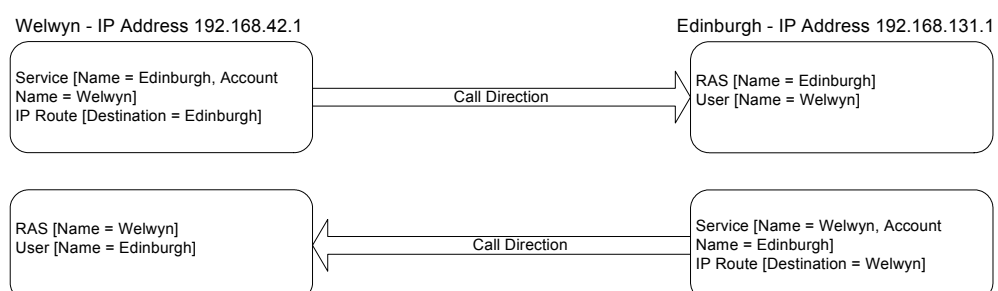 Welwyn - IP Address 192.168.42.1
Edinburgh - IP Address 192.168.131.1
Service [Name = Edinburgh, Account
Name = Welwyn]
IP Route [Destination = Edinburgh]
Call Direction
RAS [Name = Edinburgh]
User [Name = Welwyn]
RAS [Name = Welwyn]
User [Name = Edinburgh]
Call Direction
Service [Name = Welwyn, Account
Name = Edinburgh]
IP Route [Destination = Welwyn]